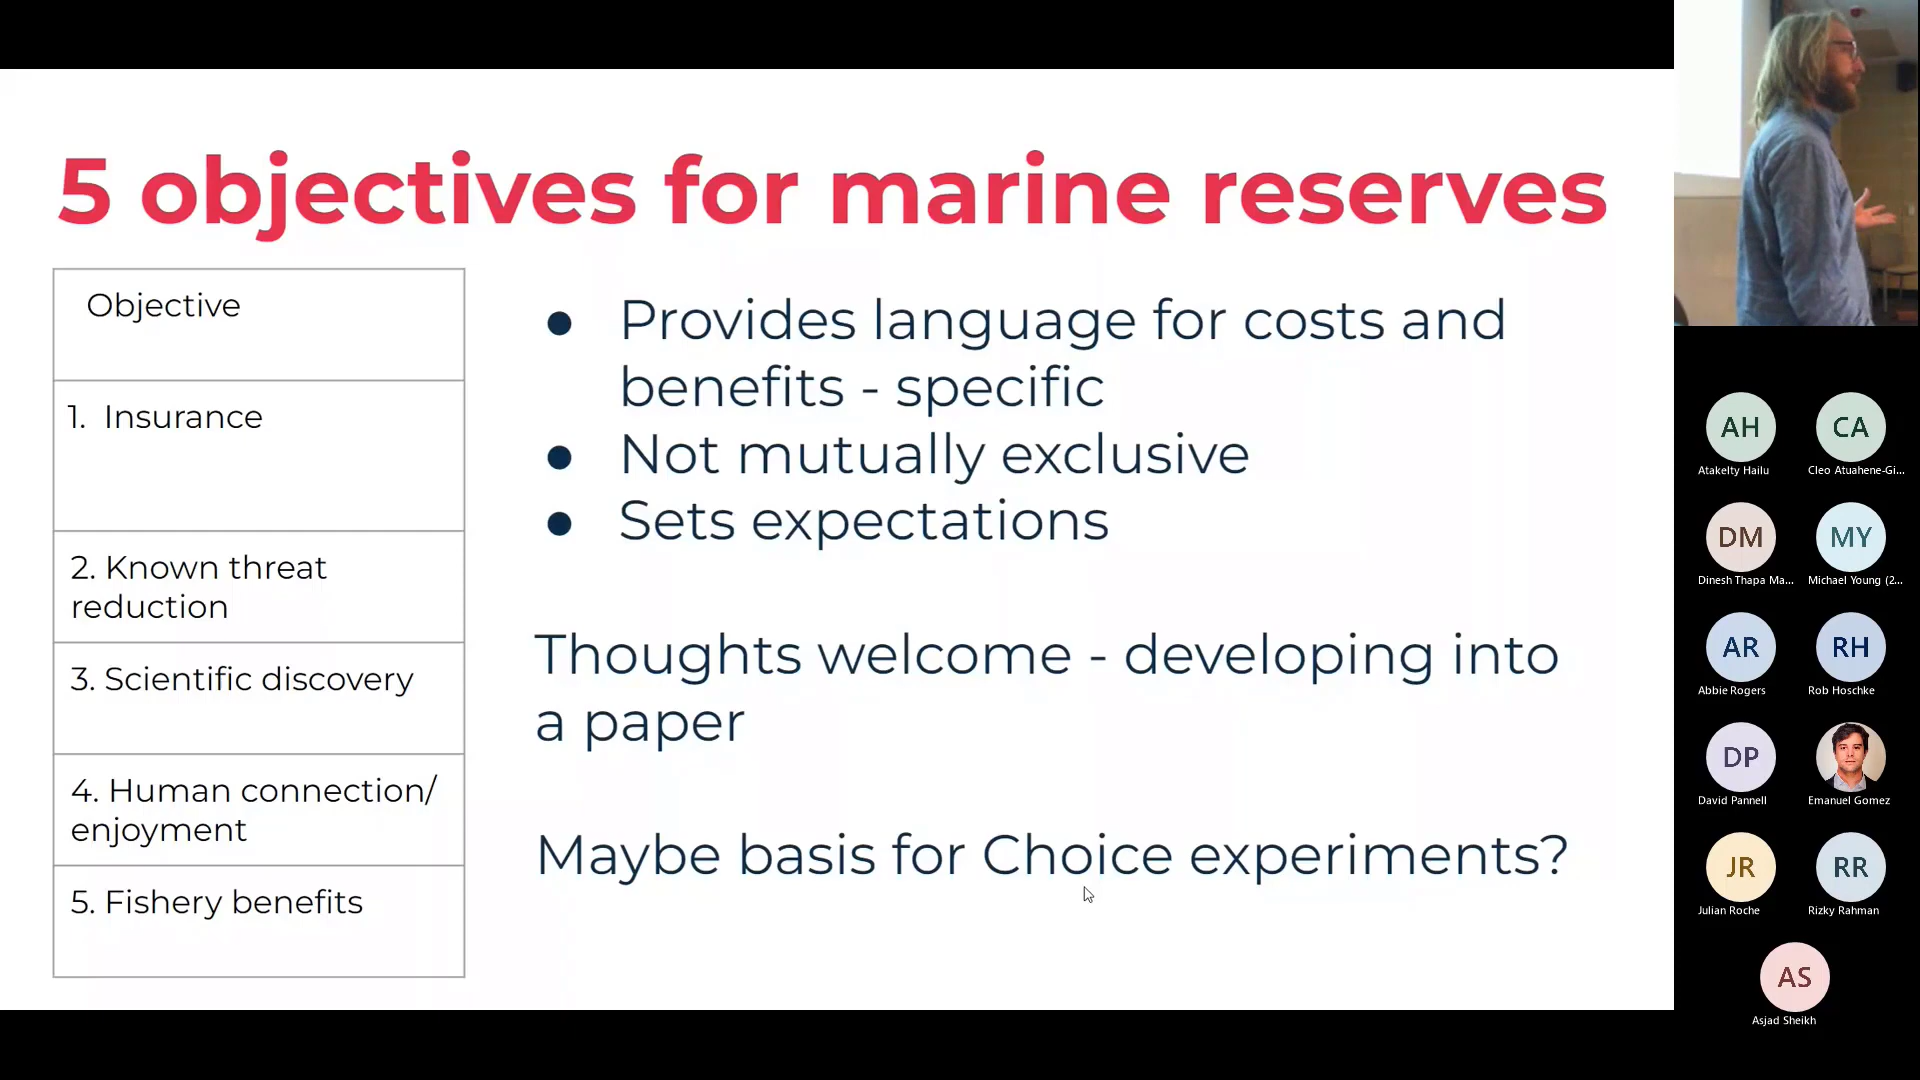 5 objectives for marine reserves
Objective
1. Insurance
2. Known threat
reduction
3. Scientific discovery
4. Human connection/
enjoyment
5. Fishery benefits
● Provides language for costs and
benefits - specific
● Not mutually exclusive
● Sets expectations
Thoughts welcome - developing into
a paper
Maybe basis for Choice experiments?
AH
CA
Atakelty Hailu
Cleo Atuahene-Gi...
DM
MY
Dinesh Thapa Ma...
Michael Young (2...
AR
RH
Abbie Rogers
Rob Hoschke
DP
David Pannell
Emanuel Gomez
JR
RR
Julian Roche
Rizky Rahman
AS
Asjad Sheikh